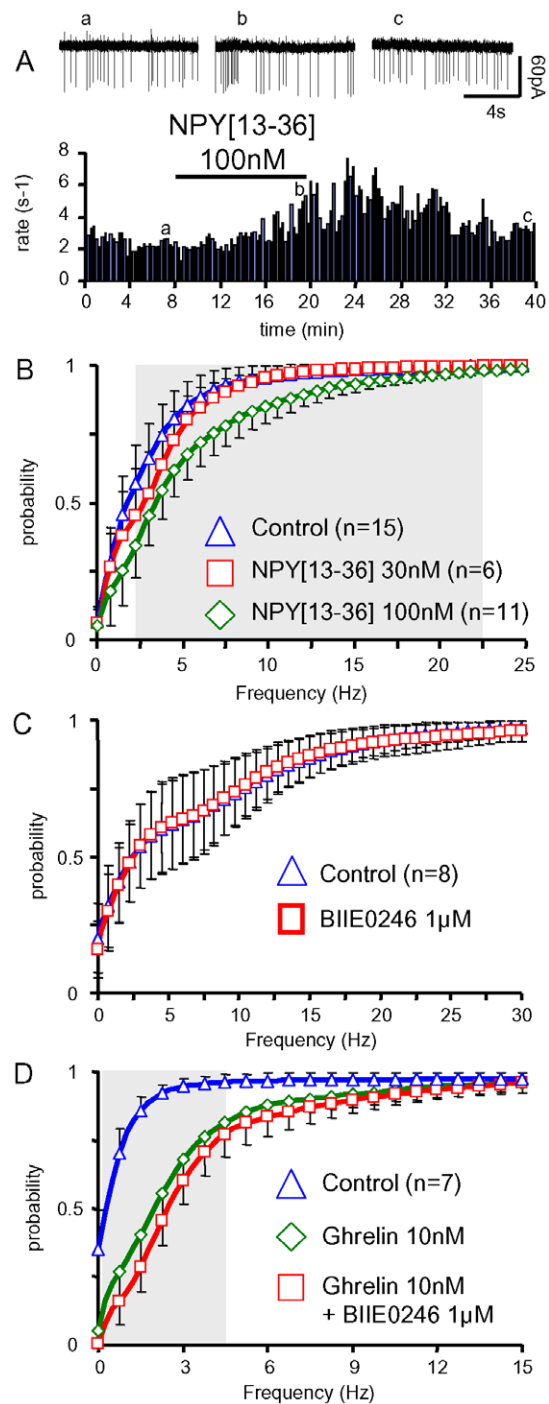 A
a b c
60pA
4s
NPY[13-36]
100nM
rate (s-1)
8
6
4
2
0
a
b
c
0 4 8 12 16 20 24 28 32 36 40
time (min)
B
probability
1
0.5
0
Control (n=15)
NPY[13-36] 30nM (n=6)
NPY[13-36] 100nM (n=11)
0 5 10 15 20 25
Frequency (Hz)
C
probability
1
0.5
0
Control (n=8)
BIIE0246 1µM
0 5 10 15 20 25 30
Frequency (Hz)
D
probability
1
0.5
0
Control (n=7)
Ghrelin 10nM
Ghrelin 10nM
+ BIIE0246 1µM
0 3 6 9 12 15
Frequency (Hz)